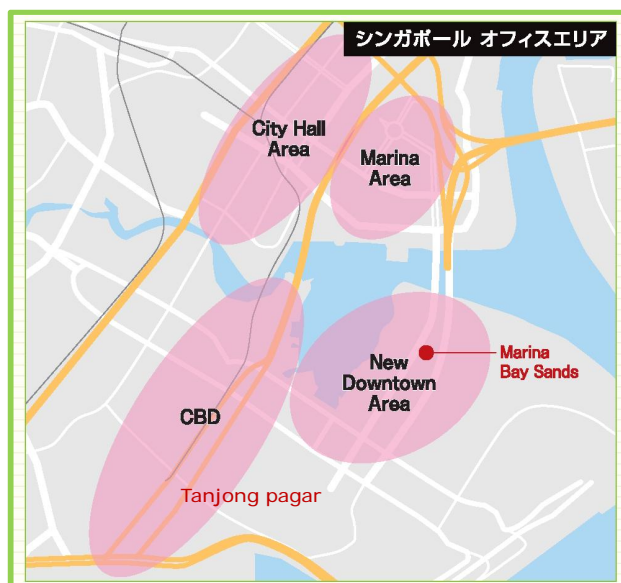 シンガポール オフィスエリア
City Hall
Area
Marina
Area
New
Downtown
Area
Marina
Bay Sands
CBD
Tanjong pagar